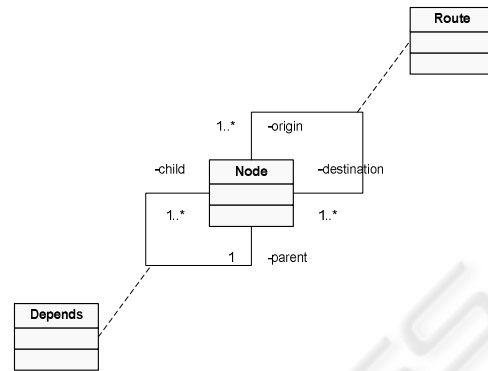 Route
1..* -origin
-child Node -destination
1..* 1..*
1 -parent
Depends